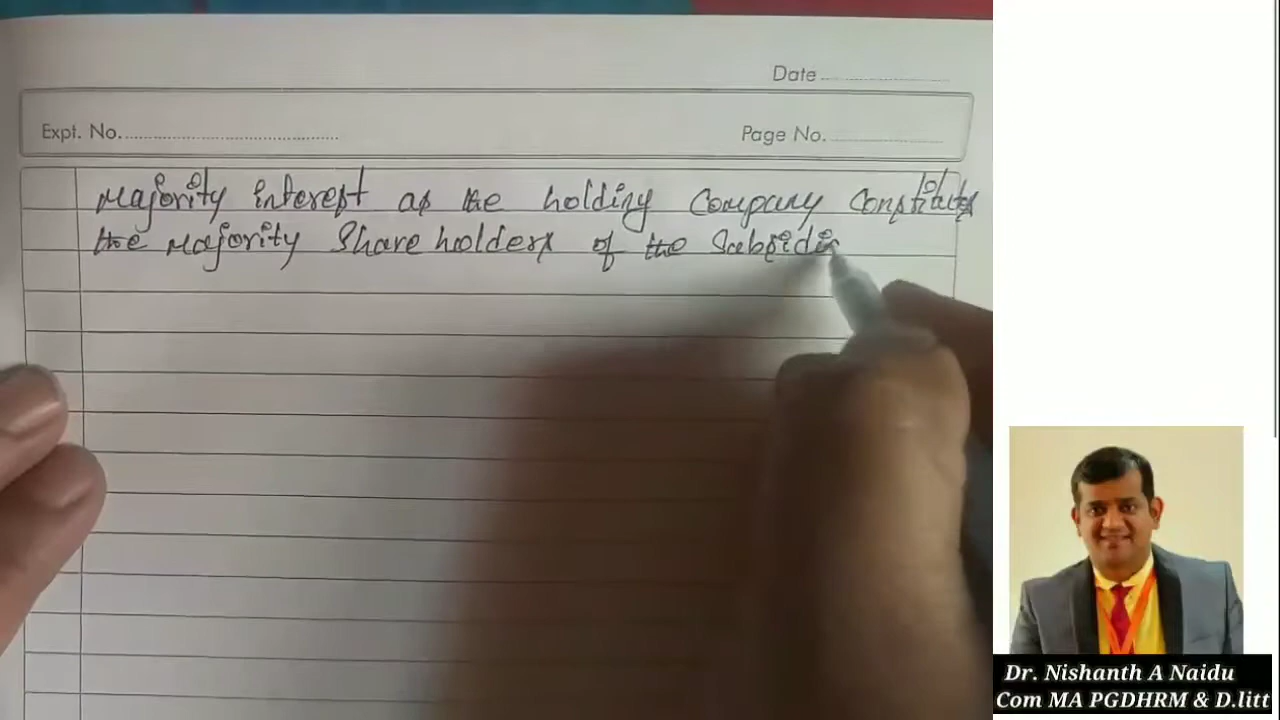 Date
Expt. No.
Page No.
Majority interest as the holding Company Constitutes
the Majority Share holders of the Subsidi
Dr. Nishanth A Naidu
Com MA PGDHRM & D.litt